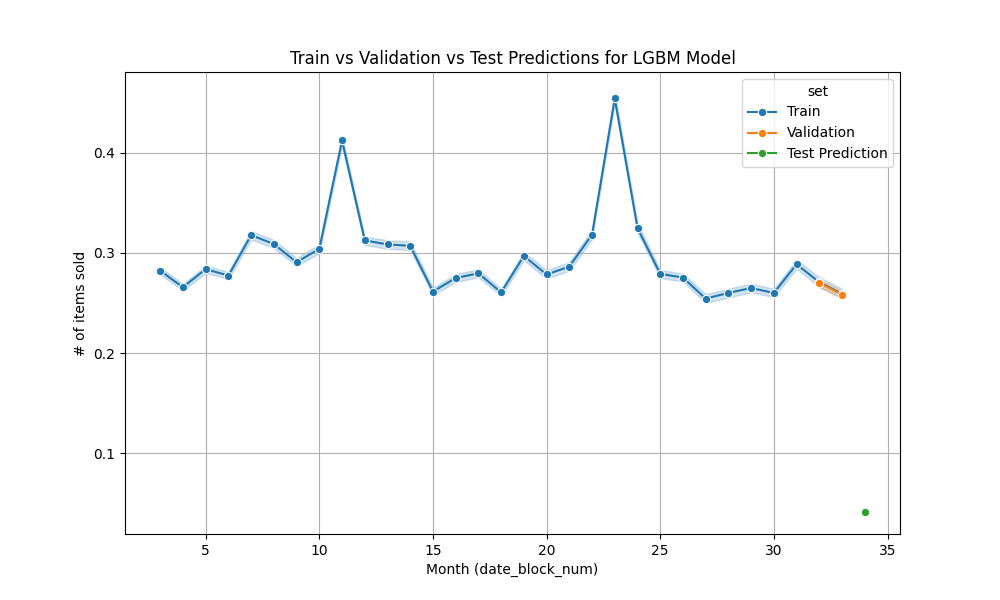 Train vs Validation vs Test Predictions for LGBM Model
set
Train
Validation
Test Prediction
# of items sold
0.4
0.3
0.2
0.1
5
10
15
20
25
30
35
Month (date_block_num)